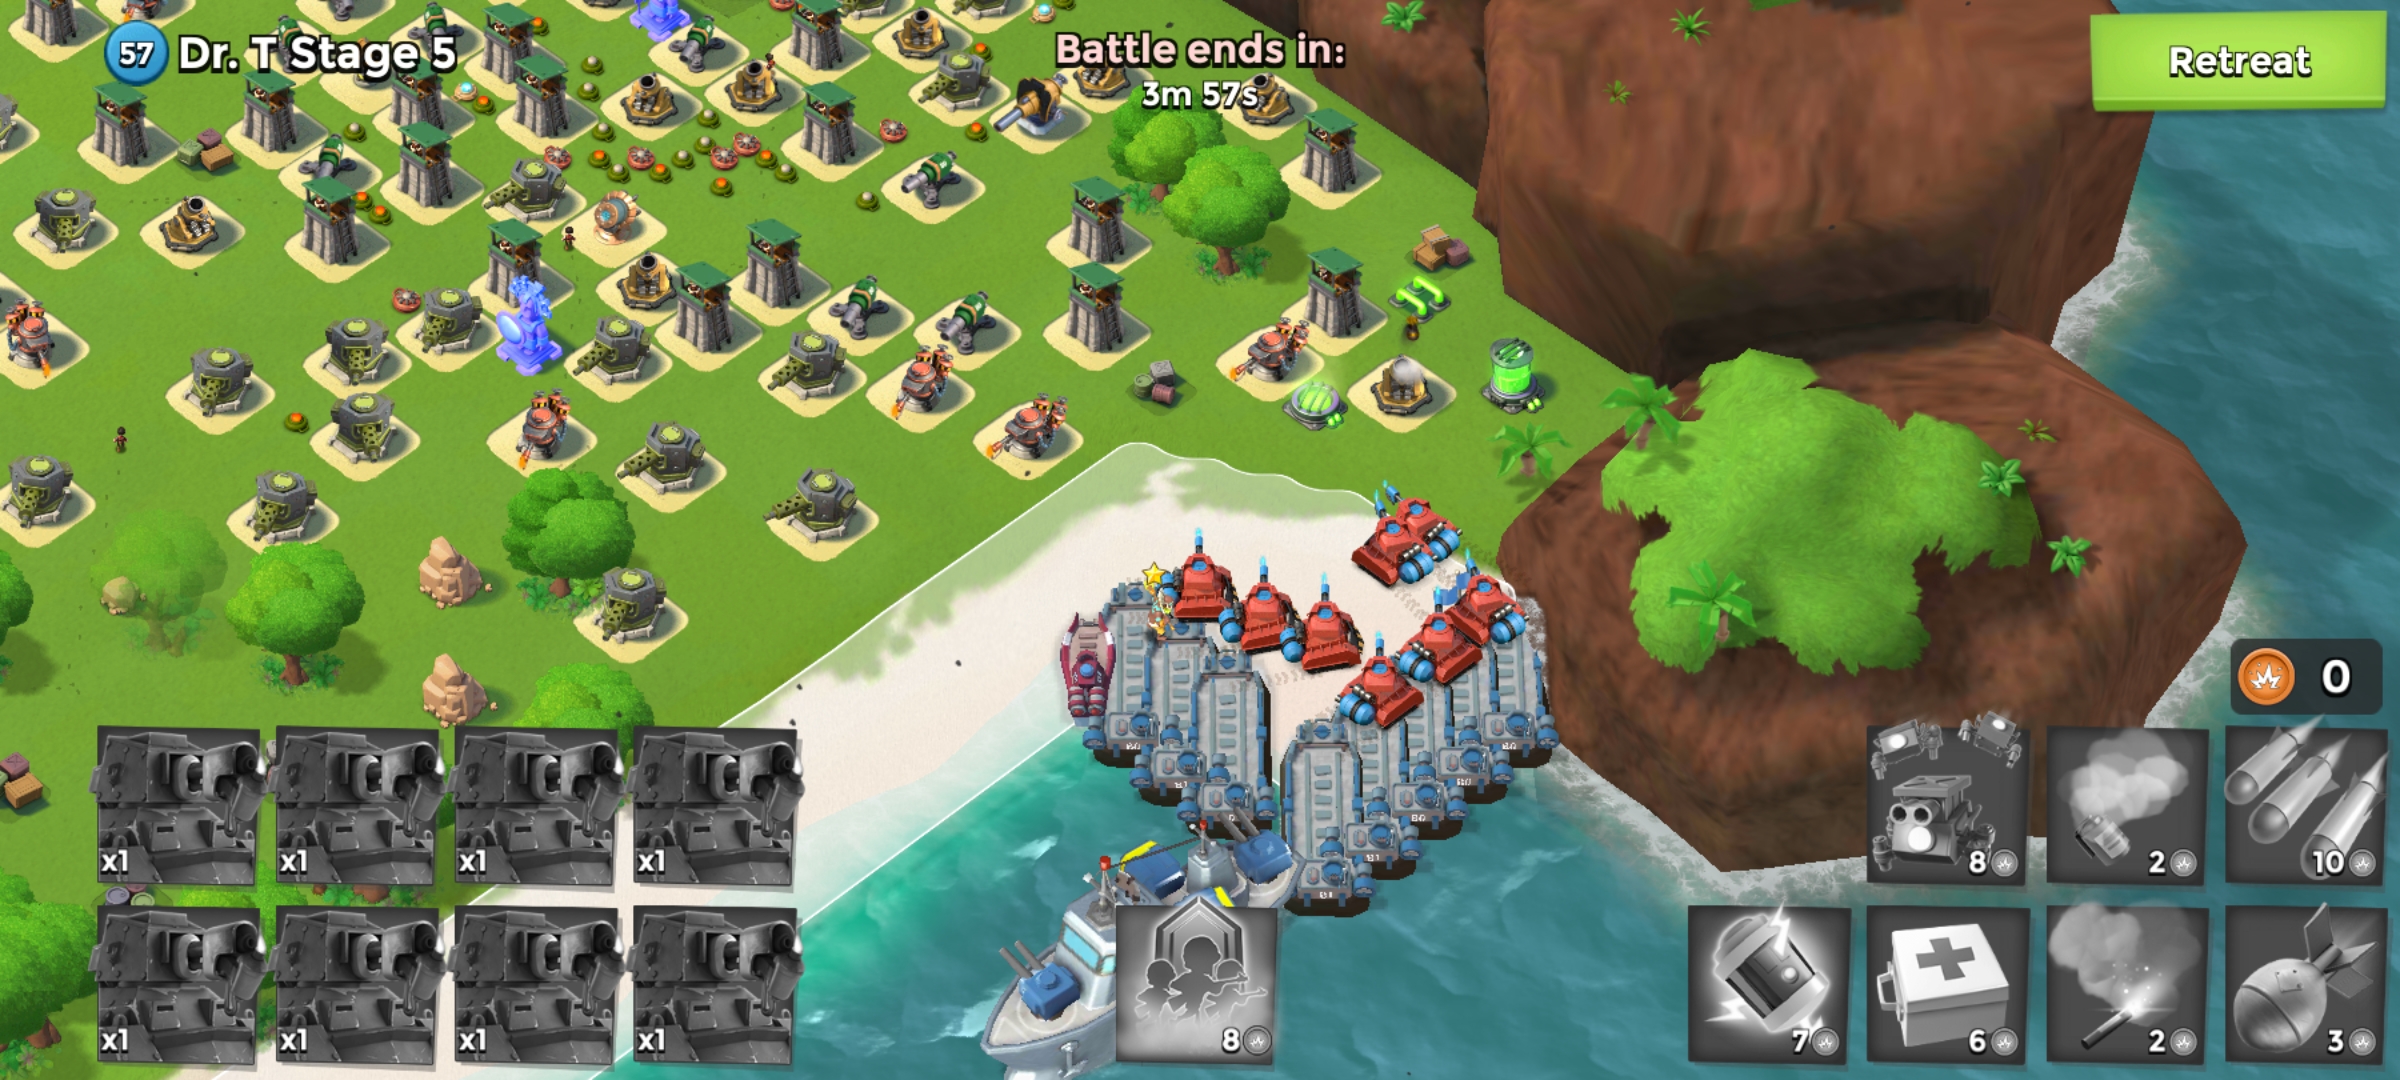 57 Dr. T Stage 5
Battle ends in:
3m 57s
Retreat
0
x1 x1 x1 x1
8 2 10
x1 x1 x1 x1
8
7 6 2 3